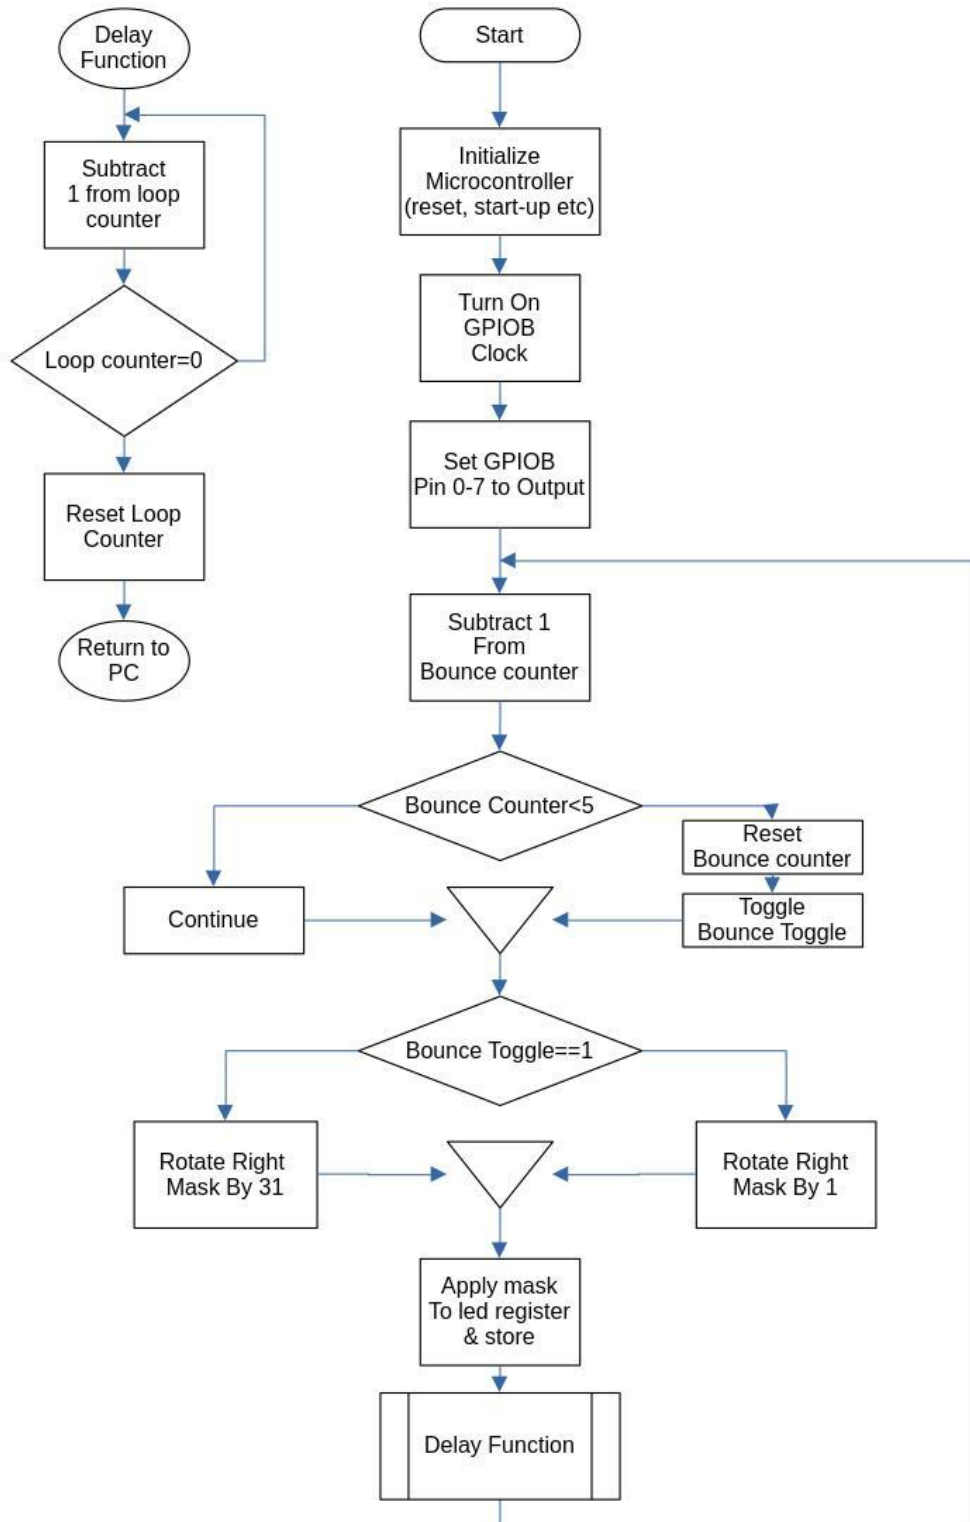 Delay
Function
Subtract
1 from loop
counter
Loop counter=0
Reset Loop
Counter
Return to
PC
Start
Initialize
Microcontroller
(reset, start-up etc)
Turn On
GPIOB
Clock
Set GPIOB
Pin 0-7 to Output
Subtract 1
From
Bounce counter
Bounce Counter<5
Continue
Reset
Bounce counter
Toggle
Bounce Toggle
Bounce Toggle==1
Rotate Right
Mask By 31
Rotate Right
Mask By 1
Apply mask
To led register
& store
Delay Function